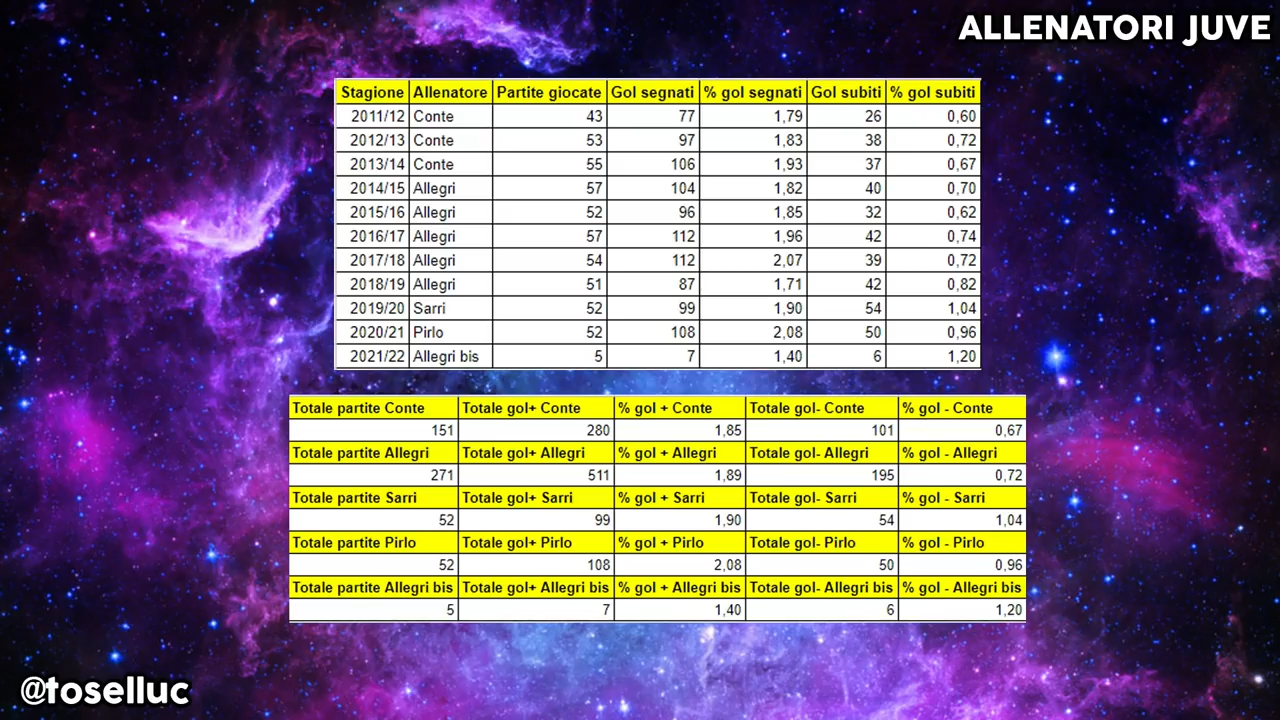 ALLENATORI JUVE
Stagione Allenatore Partite giocate Gol segnati % gol segnati Gol subiti % gol subiti
2011/12 Conte 43 77 1,79 26 0,60
2012/13 Conte 53 97 1,83 38 0,72
2013/14 Conte 55 106 1,93 37 0,67
2014/15 Allegri 57 104 1,82 40 0,70
2015/16 Allegri 52 96 1,85 32 0,62
2016/17 Allegri 57 112 1,96 42 0,74
2017/18 Allegri 54 112 2,07 39 0,72
2018/19 Allegri 51 87 1,71 42 0,82
2019/20 Sarri 52 99 1,90 54 1,04
2020/21 Pirlo 52 108 2,08 50 0,96
2021/22 Allegri bis 5 7 1,40 6 1,20
Totale partite Conte Totale gol+ Conte % gol + Conte Totale gol- Conte % gol - Conte
151 280 1,85 101 0,67
Totale partite Allegri Totale gol+ Allegri % gol + Allegri Totale gol- Allegri % gol - Allegri
271 511 1,89 195 0,72
Totale partite Sarri Totale gol+ Sarri % gol + Sarri Totale gol- Sarri % gol - Sarri
52 99 1,90 54 1,04
Totale partite Pirlo Totale gol+ Pirlo % gol + Pirlo Totale gol- Pirlo % gol - Pirlo
52 108 2,08 50 0,96
Totale partite Allegri bis Totale gol+ Allegri bis % gol + Allegri bis Totale gol- Allegri bis % gol - Allegri bis
5 7 1,40 6 1,20
@toselluc